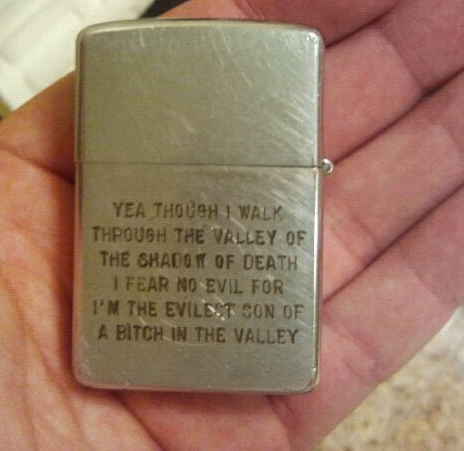 YEA THOUGH I WALK
THROUGH THE VALLEY OF
THE SHADOW OF DEATH
I FEAR NO EVIL FOR
I'M THE EVILEST SON OF
A BITCH IN THE VALLEY